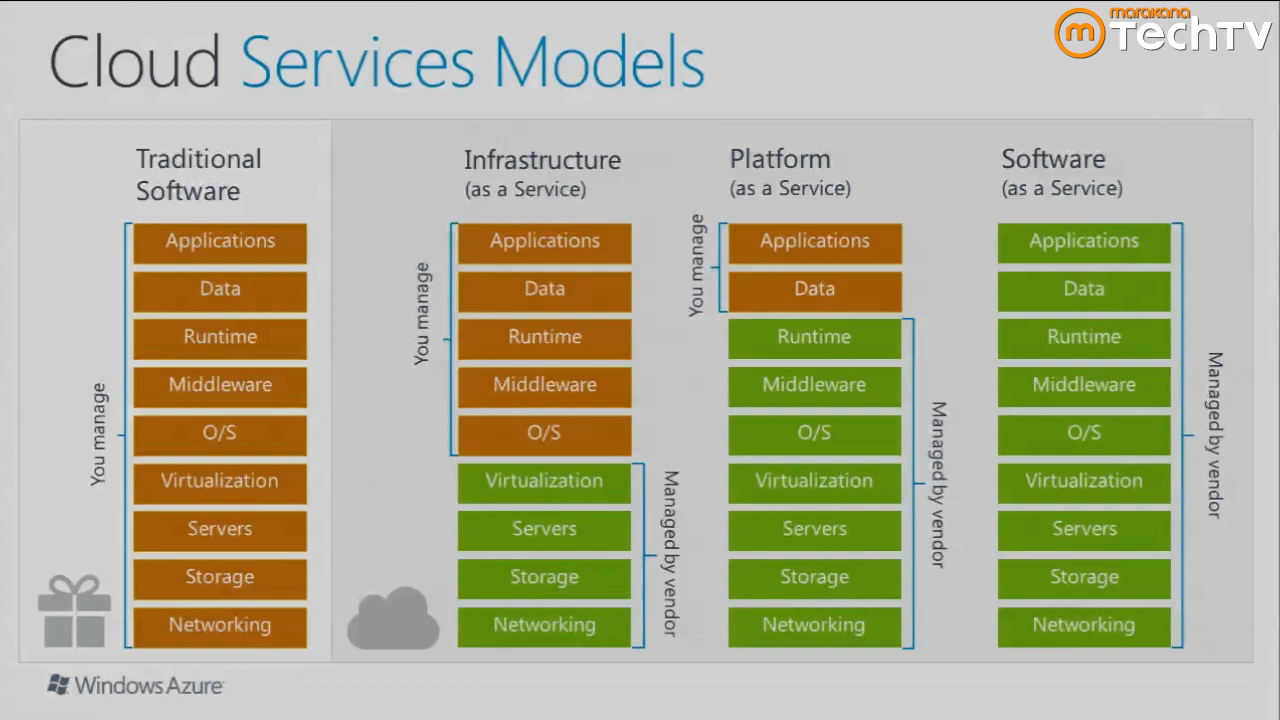 marakana
TechTV
Cloud Services Models
Traditional
Software
You manage
Applications
Data
Runtime
Middleware
O/S
Virtualization
Servers
Storage
Networking
Infrastructure
(as a Service)
You manage
Applications
Data
Runtime
Middleware
O/S
Virtualization
Servers
Storage
Networking
Managed by vendor
Platform
(as a Service)
You manage
Applications
Data
Runtime
Middleware
O/S
Virtualization
Servers
Storage
Networking
Managed by vendor
Software
(as a Service)
Applications
Data
Runtime
Middleware
O/S
Virtualization
Servers
Storage
Networking
Managed by vendor
Windows Azure